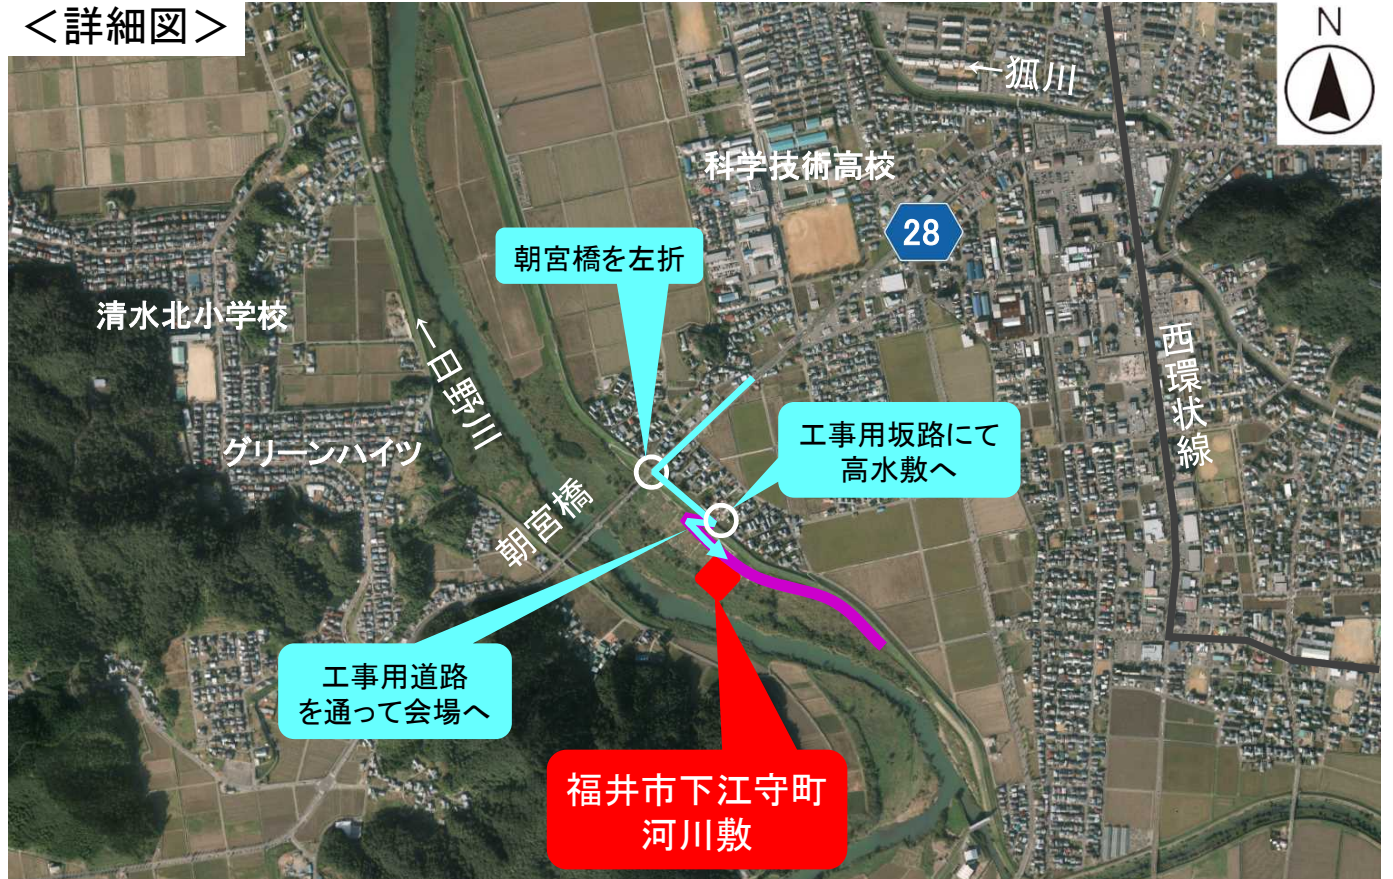 ＜詳細図＞
N
←狐川
科学技術高校
28
朝宮橋を左折
清水北小学校
←日野川
西環状線
工事用坂路にて
高水敷へ
グリーンハイツ
朝宮橋
工事用道路
を通って会場へ
福井市下江守町
河川敷